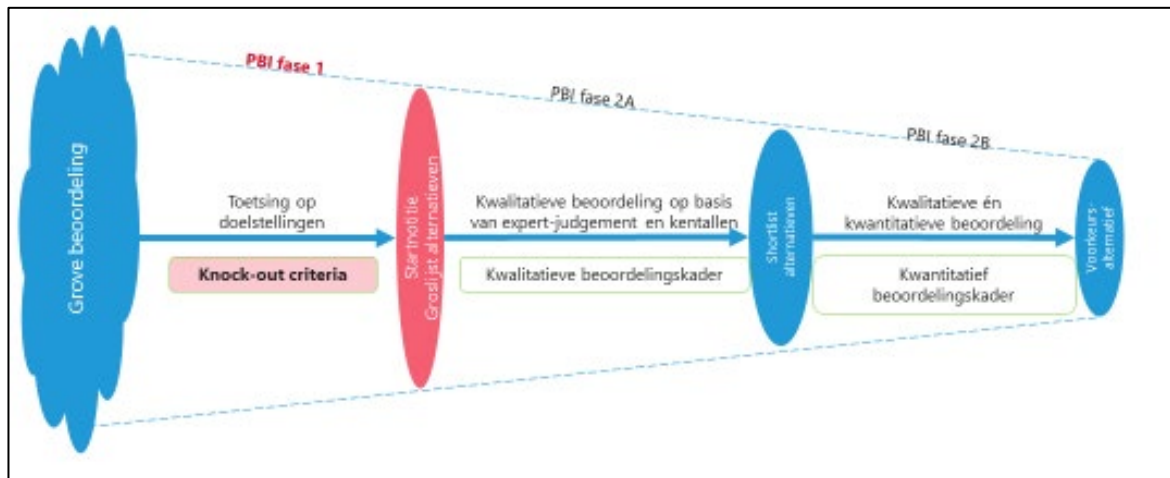 PBI fase 1
PBI fase 2A
PBI fase 2B
Grove beoordeling
Toetsing op
doelstellingen
Knock-out criteria
Startnotitie
Groslijst alternatieven
Kwalitatieve beoordeling op basis
van expert-judgement en kentallen
Kwalitatieve beoordelingskader
Shortlist
alternatieven
Kwalitatieve én
kwantitatieve beoordeling
Kwantitatief
beoordelingskader
Voorkeurs-
alternatief